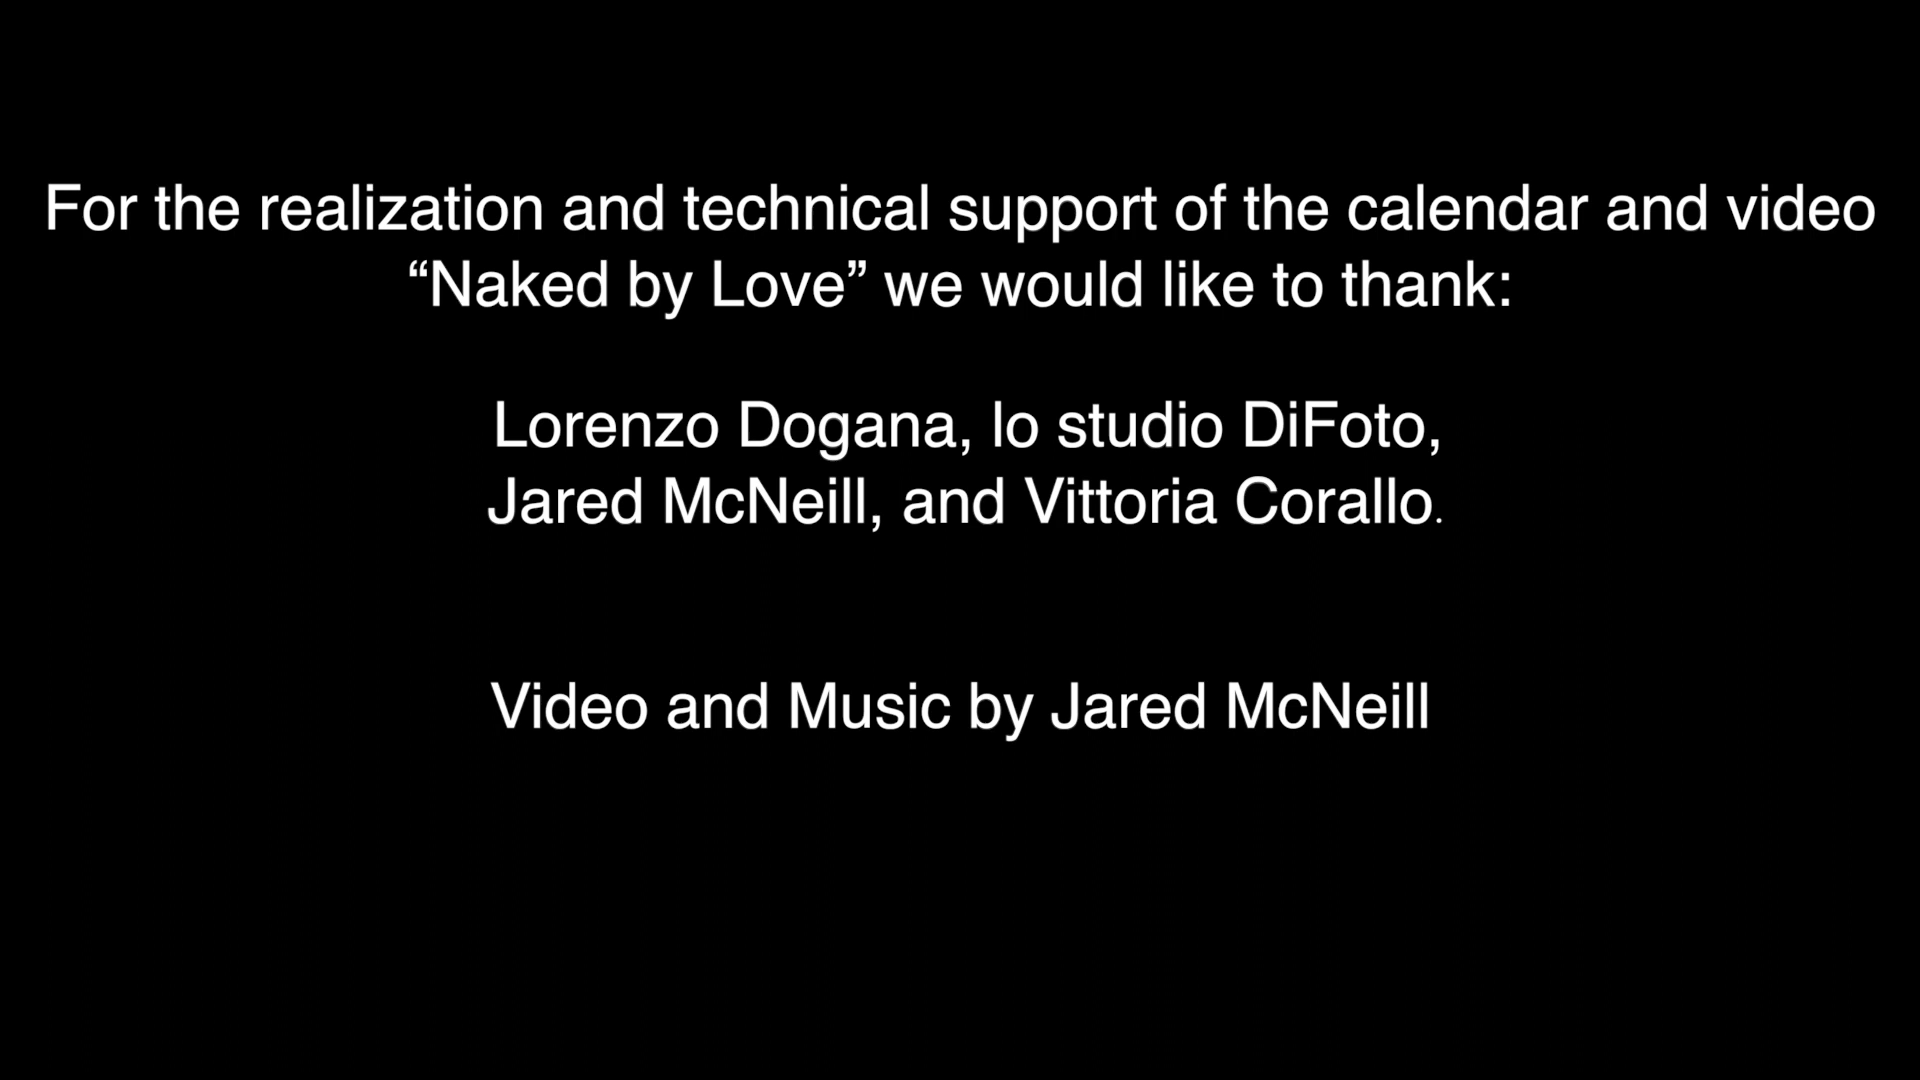 For the realization and technical support of the calendar and video
“Naked by Love” we would like to thank:
Lorenzo Dogana, lo studio DiFoto,
Jared McNeill, and Vittoria Corallo.
Video and Music by Jared McNeill